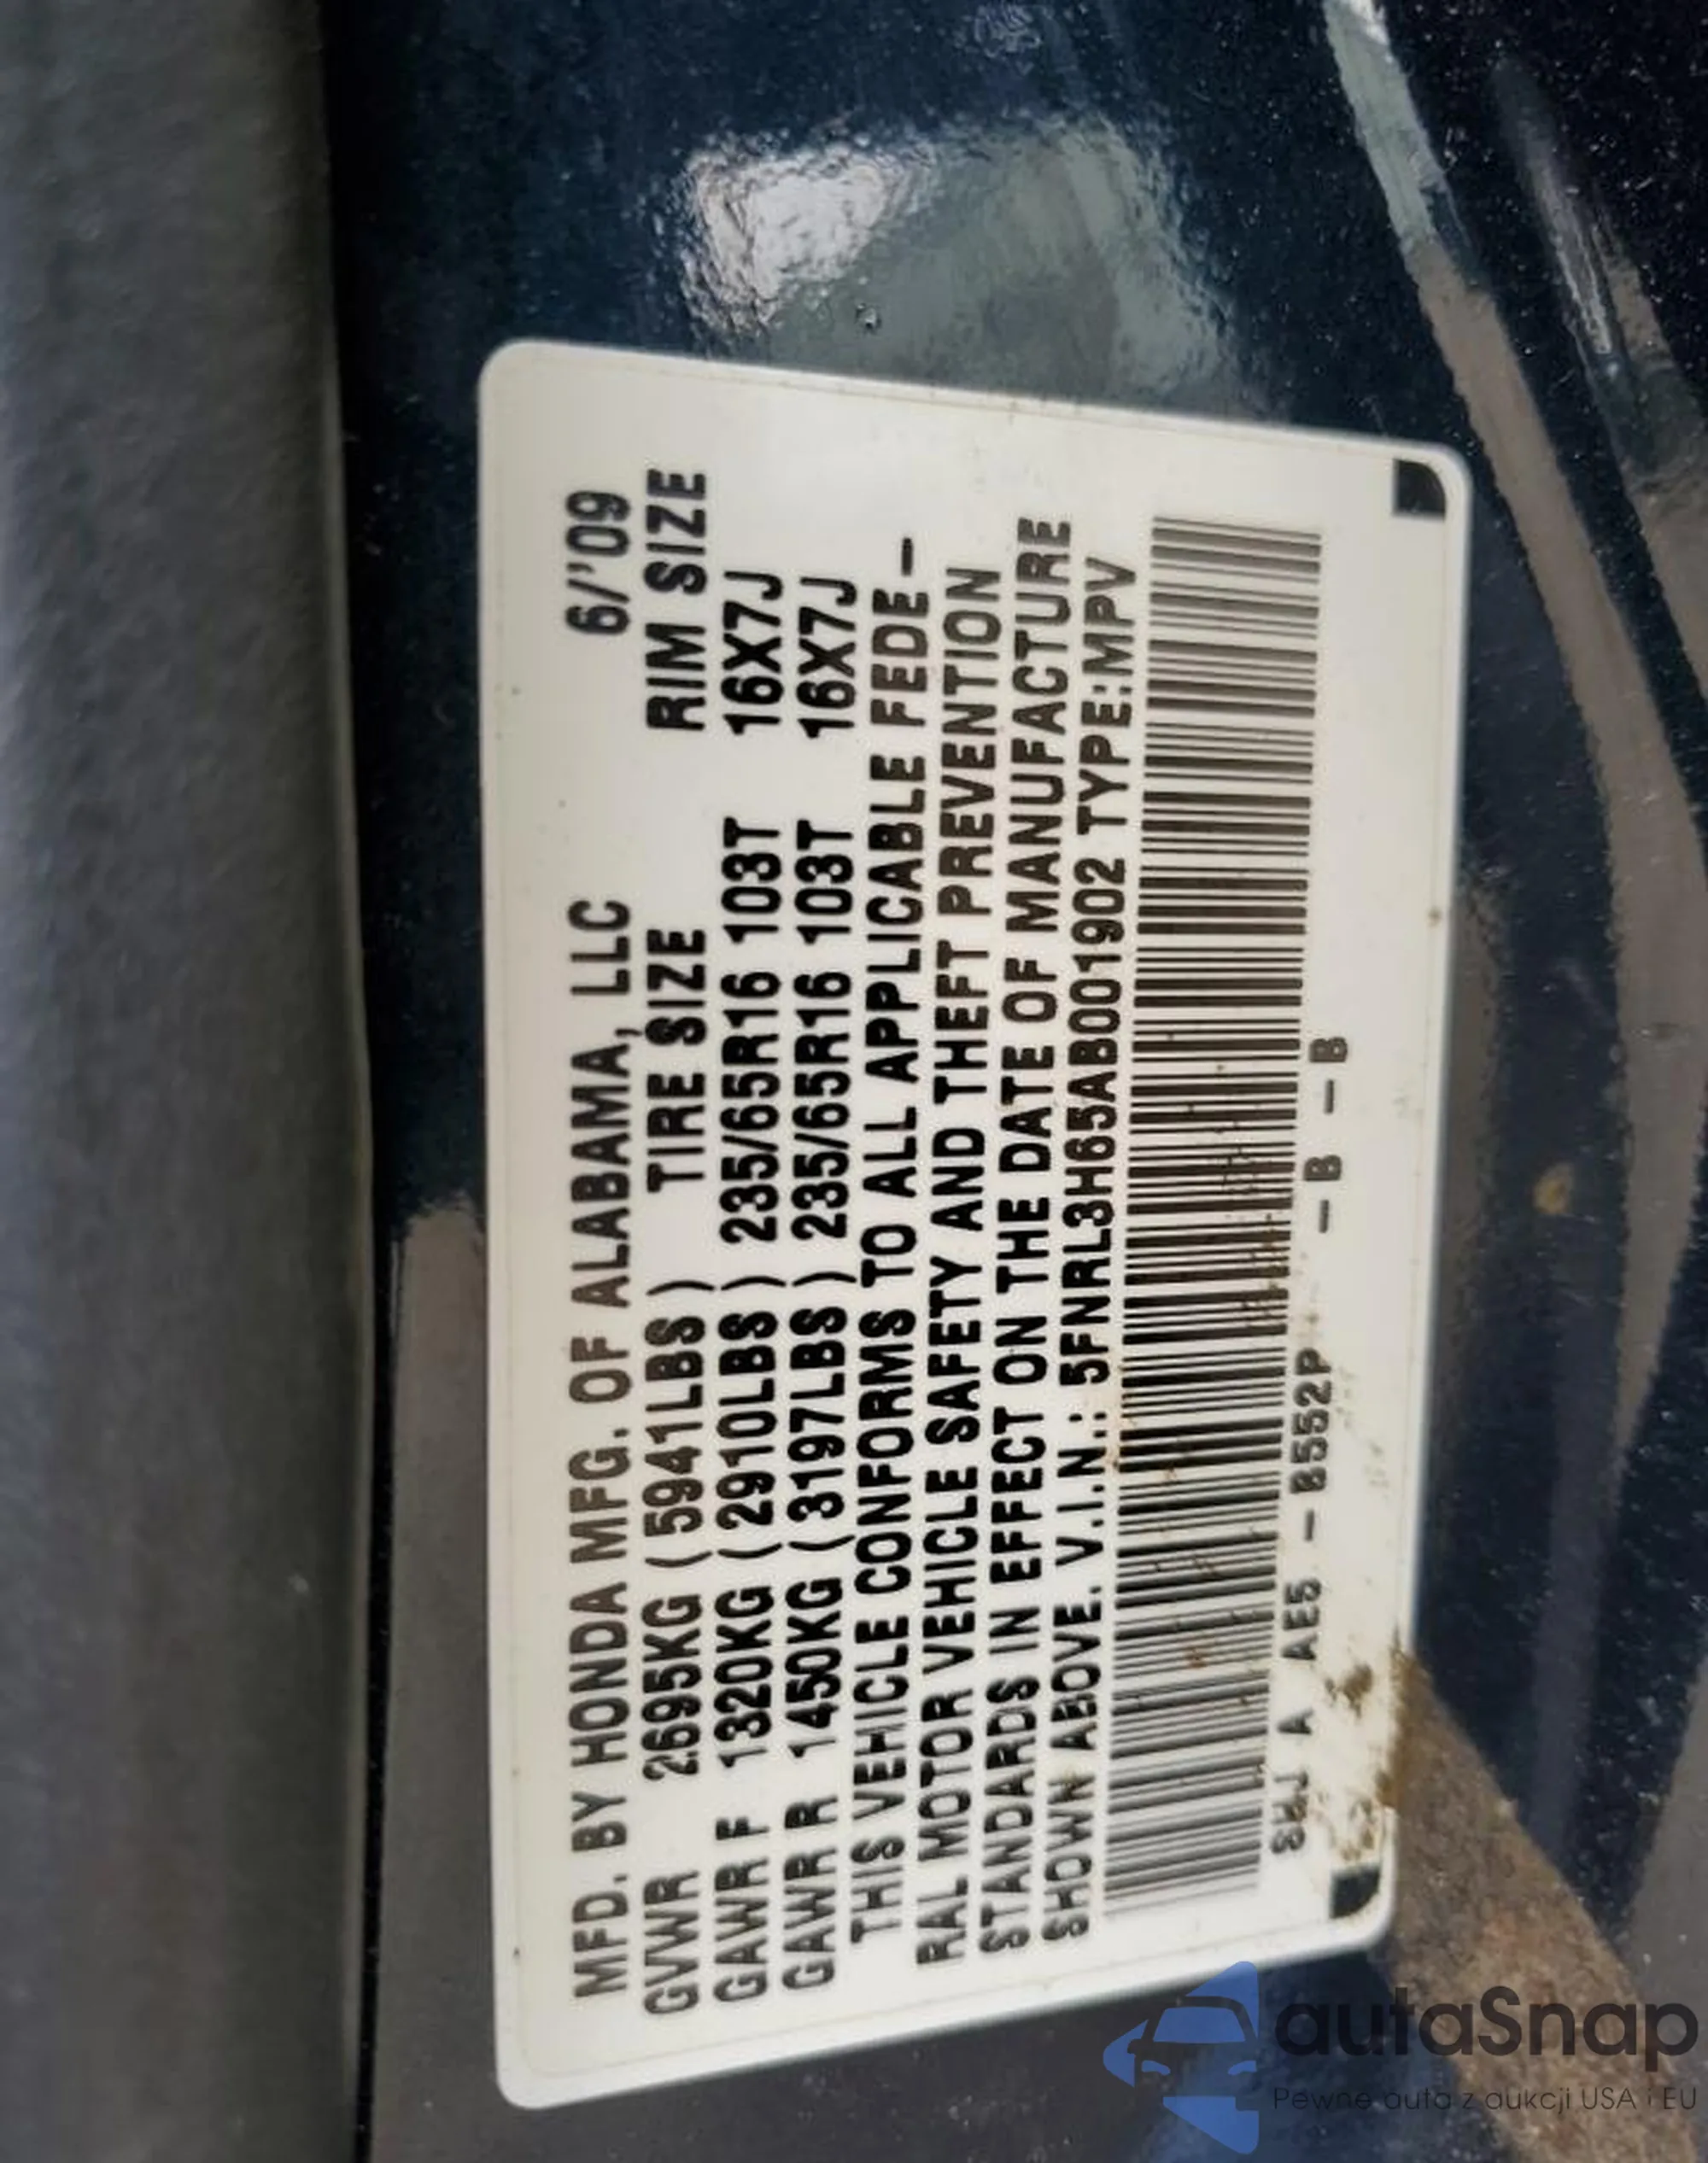 MFD. BY HONDA MFG. OF ALABAMA, LLC 6/'09
GVWR 2695KG ( 5941LBS ) TIRE SIZE RIM SIZE
GAWR F 1320KG ( 2910LBS ) 235/65R16 103T 16X7J
GAWR R 1450KG ( 3197LBS ) 235/65R16 103T 16X7J
THIS VEHICLE CONFORMS TO ALL APPLICABLE FEDE-
RAL MOTOR VEHICLE SAFETY AND THEFT PREVENTION
STANDARDS IN EFFECT ON THE DATE OF MANUFACTURE
SHOWN ABOVE. V.I.N.: 5FNRL3H65AB001902 TYPE:MPV
SHJ A AE5 - B552P - B - B
autaSnap
Pewne auta z aukcji USA i EU